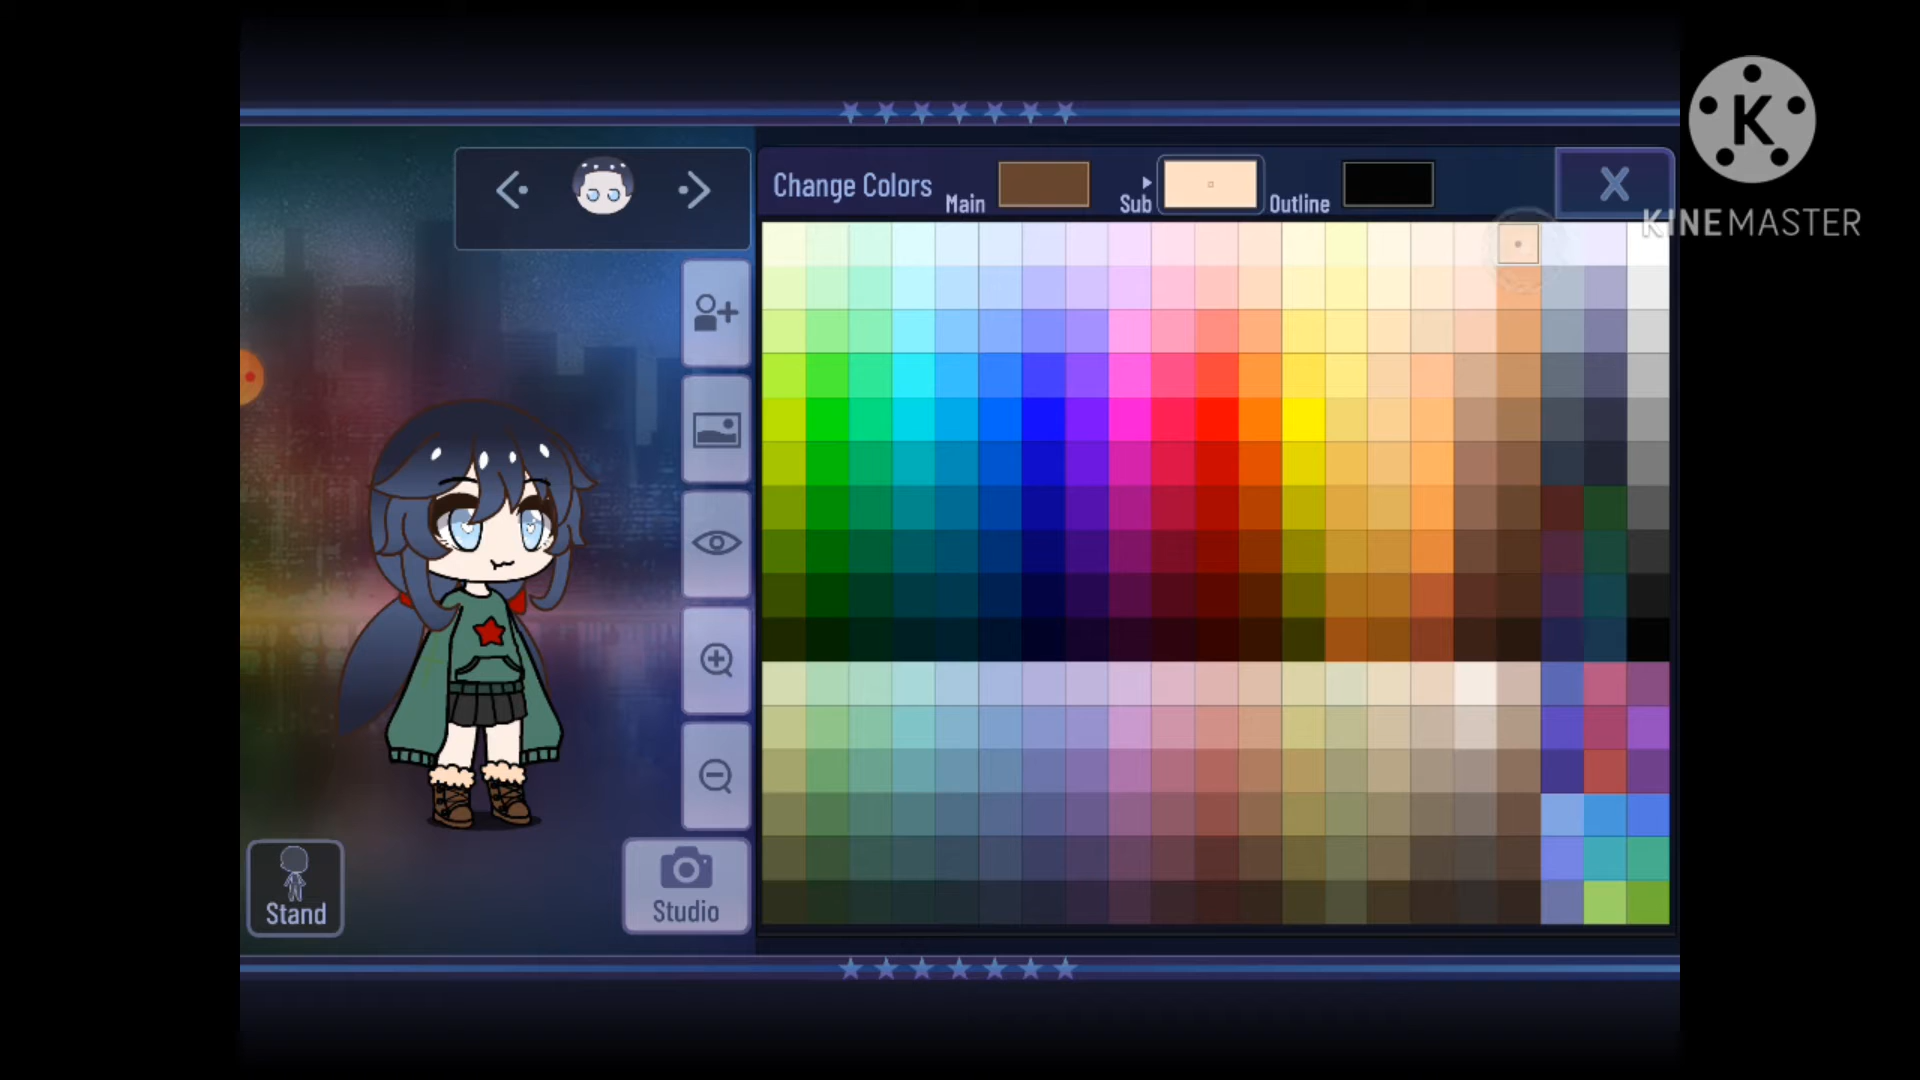 Change Colors
Main
Sub
Outline
X
K
KINEMASTER
Stand
Studio